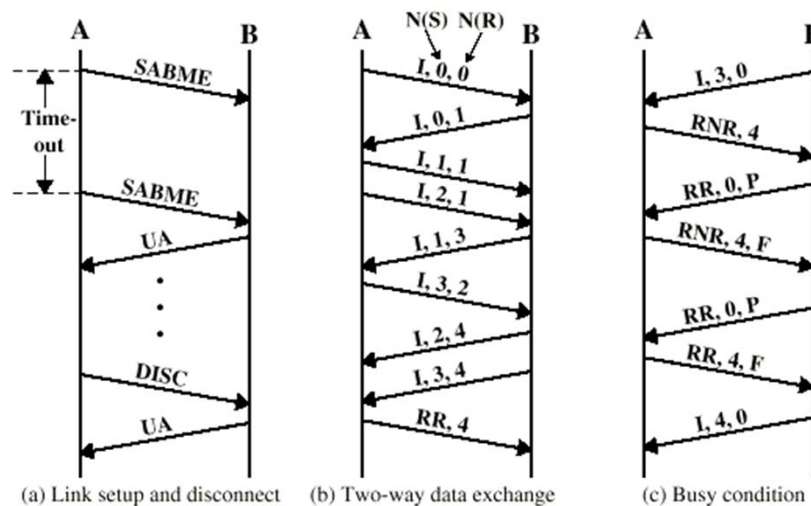 A
B
SABME
Time-
out
SABME
UA
DISC
UA
(a) Link setup and disconnect
N(S) N(R)
A
B
I, 0, 0
I, 0, 1
I, 1, 1
I, 2, 1
I, 1, 3
I, 3, 2
I, 2, 4
I, 3, 4
RR, 4
(b) Two-way data exchange
A
I, 3, 0
RNR, 4
RR, 0, P
RNR, 4, F
RR, 0, P
RR, 4, F
I, 4, 0
(c) Busy condition